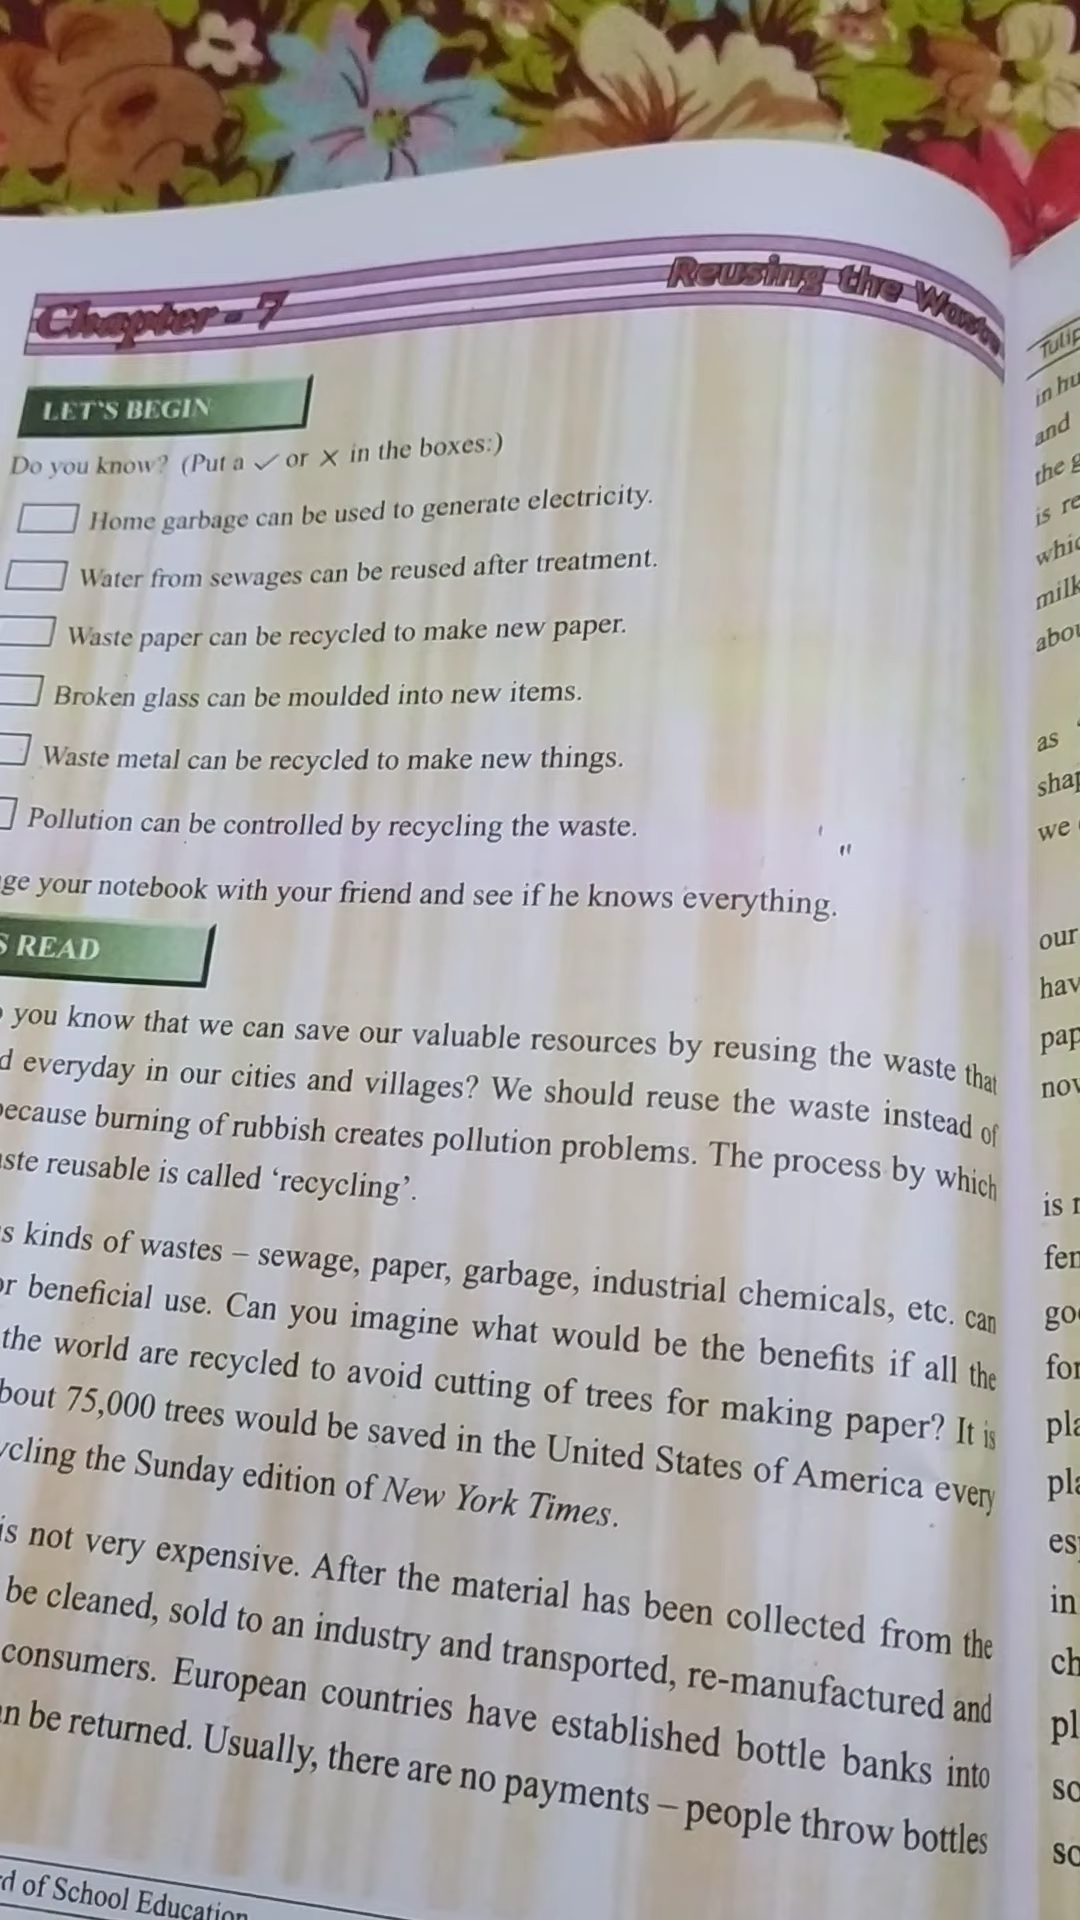 Chapter - 7
Reusing the Waste
LET'S BEGIN
Do you know? (Put a ✓ or × in the boxes:)
Home garbage can be used to generate electricity.
Water from sewages can be reused after treatment.
Waste paper can be recycled to make new paper.
Broken glass can be moulded into new items.
Waste metal can be recycled to make new things.
Pollution can be controlled by recycling the waste.
your notebook with your friend and see if he knows everything.
READ
you know that we can save our valuable resources by reusing the waste that
everyday in our cities and villages? We should reuse the waste instead of
because burning of rubbish creates pollution problems. The process by which
reusable is called ‘recycling’.
kinds of wastes – sewage, paper, garbage, industrial chemicals, etc. can
or beneficial use. Can you imagine what would be the benefits if all the
the world are recycled to avoid cutting of trees for making paper? It is
75,000 trees would be saved in the United States of America every
the Sunday edition of New York Times.
is not very expensive. After the material has been collected from the
be cleaned, sold to an industry and transported, re-manufactured and
consumers. European countries have established bottle banks into
be returned. Usually, there are no payments – people throw bottles
of School Education
in
and
the
is
as
we
our
is
in